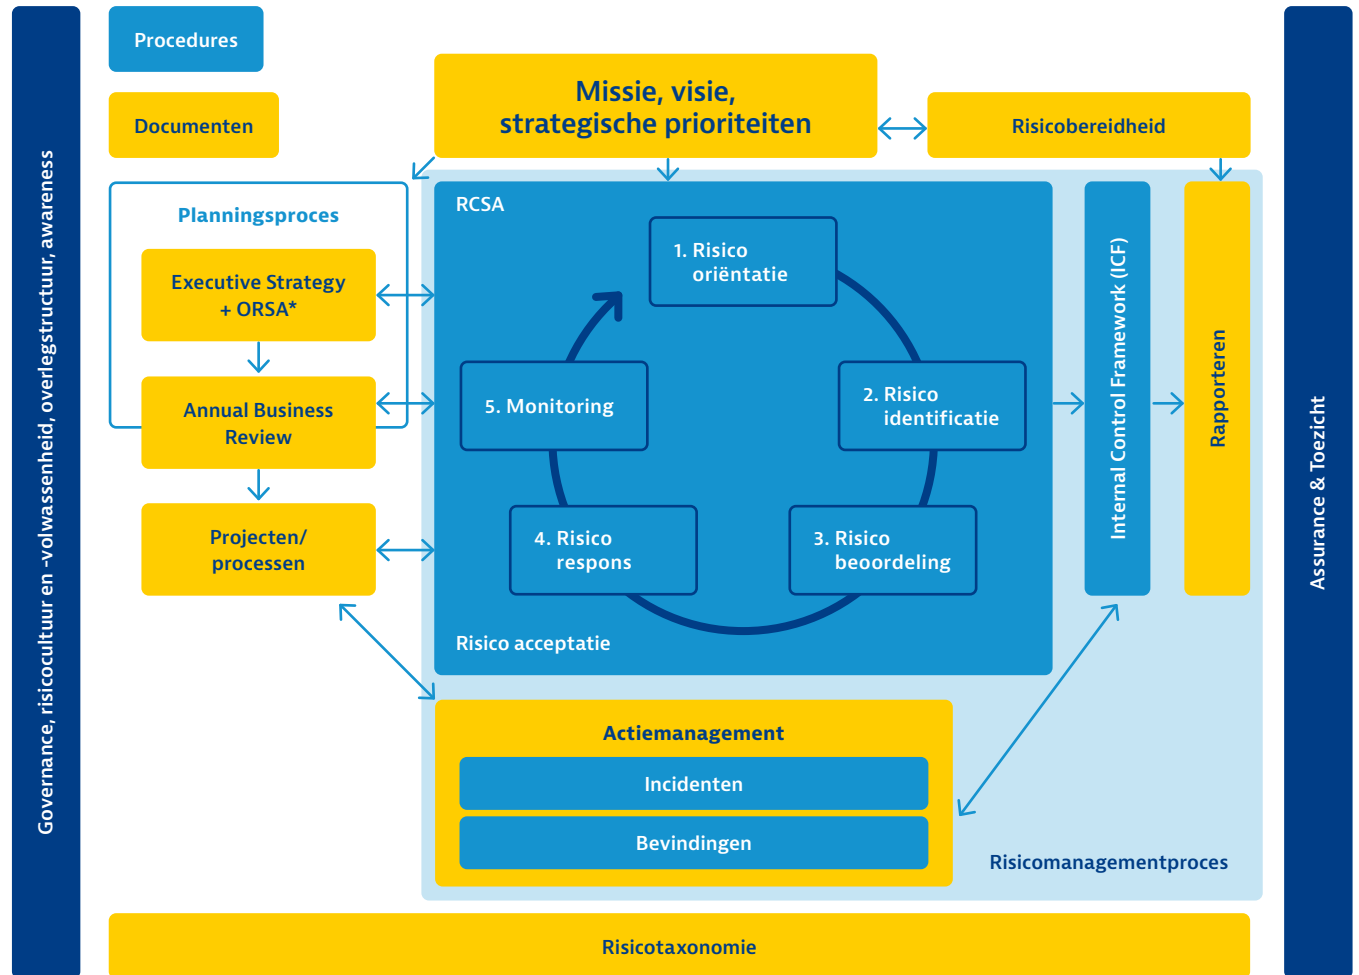 Governance, risicocultuur en -volwassenheid, overlegstructuur, awareness
Procedures
Documenten
Missie, visie,
strategische prioriteiten
Risicobereidheid
Planningsproces
Executive Strategy
+ ORSA*
Annual Business
Review
Projecten/
processen
RCSA
1. Risico
oriëntatie
2. Risico
identificatie
3. Risico
beoordeling
4. Risico
respons
5. Monitoring
Risico acceptatie
Internal Control Framework (ICF)
Rapporteren
Actiemanagement
Incidenten
Bevindingen
Risicomanagementproces
Risicotaxonomie
Assurance & Toezicht